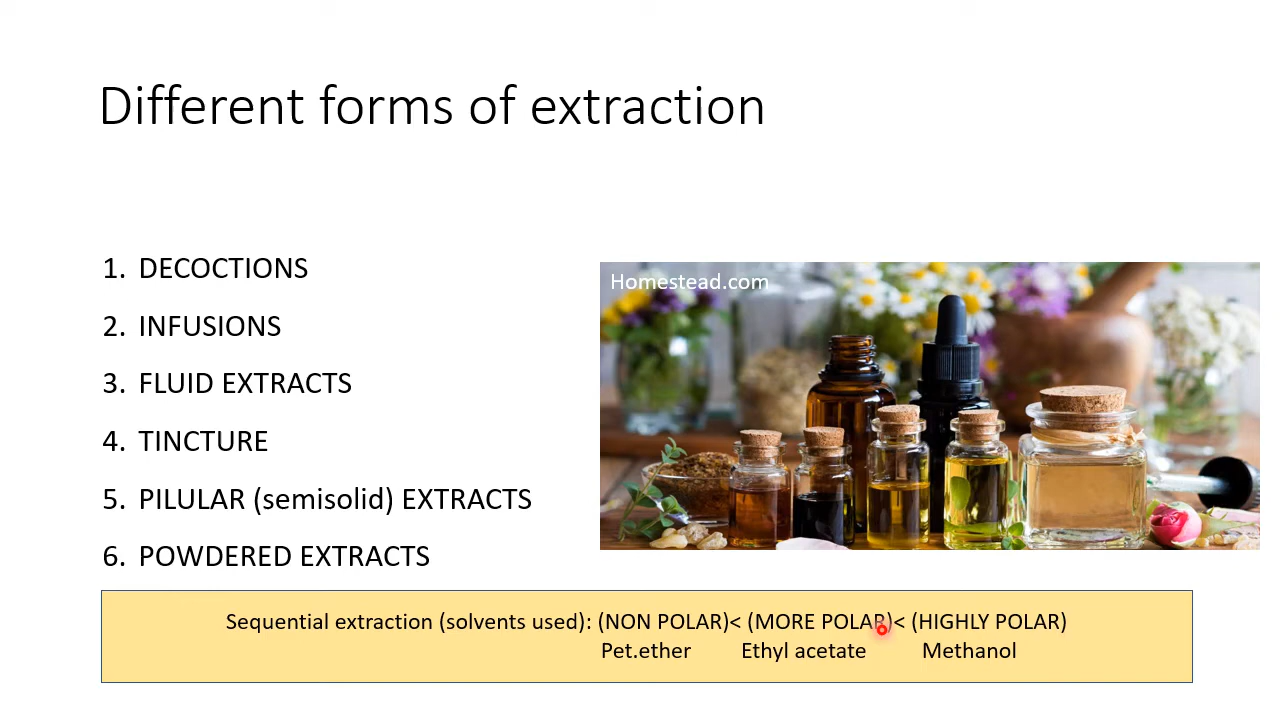 Different forms of extraction
1. DECOCTIONS
2. INFUSIONS
3. FLUID EXTRACTS
4. TINCTURE
5. PILULAR (semisolid) EXTRACTS
6. POWDERED EXTRACTS
Homestead.com
Sequential extraction (solvents used): (NON POLAR)< (MORE POLAR)< (HIGHLY POLAR)
Pet.ether Ethyl acetate Methanol